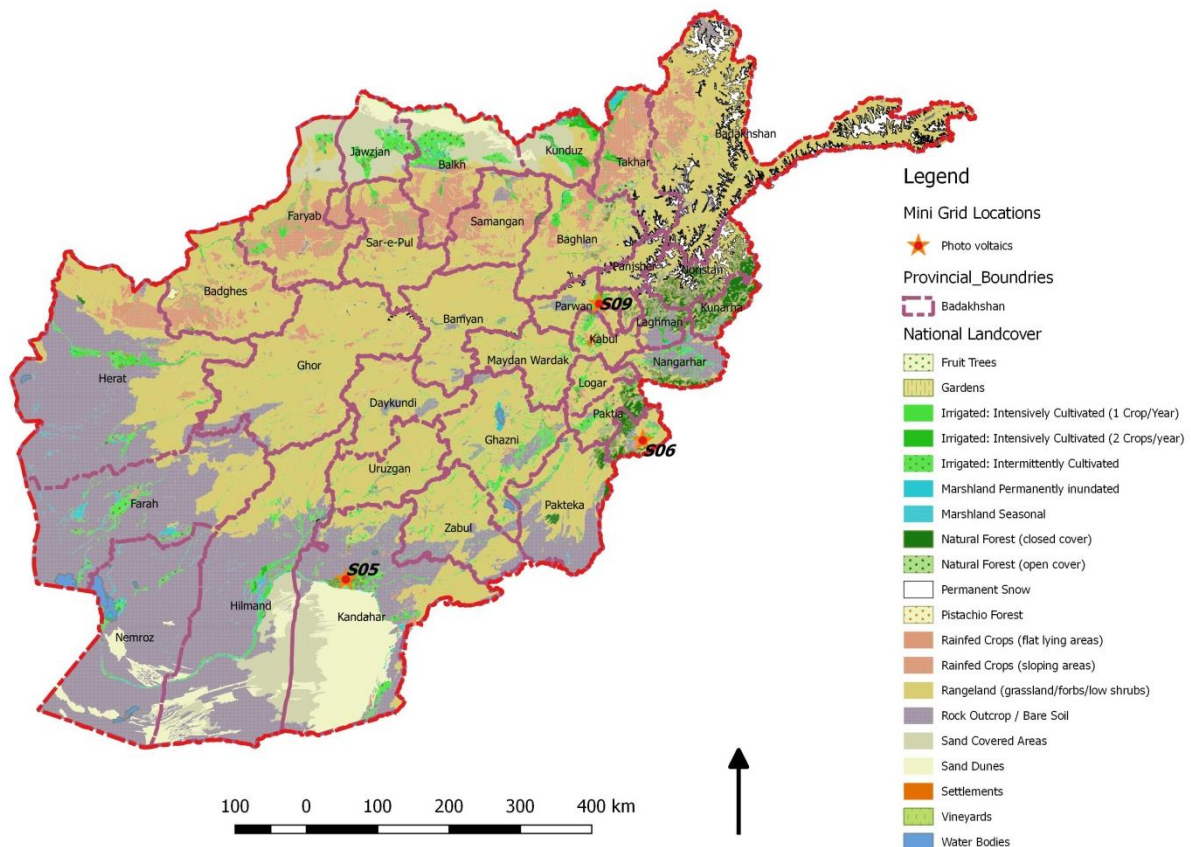 Badakhshan
Jawzjan
Balkh
Kunduz
Takhar
Faryab
Sar-e-Pul
Samangan
Baghlan
Panjsher
Noristan
Badghes
Bamyan
Parwan
S09
Laghman
Kunarha
Kabul
Herat
Ghor
Maydan Wardak
Nangarhar
Logar
Daykundi
Paktia
Ghazni
S06
Uruzgan
Farah
Zabul
Pakteka
S05
Hilmand
Kandahar
Nemroz
100 0 100 200 300 400 km
Legend
Mini Grid Locations
Photo voltaics
Provincial_Boundries
Badakhshan
National Landcover
Fruit Trees
Gardens
Irrigated: Intensively Cultivated (1 Crop/Year)
Irrigated: Intensively Cultivated (2 Crops/year)
Irrigated: Intermittently Cultivated
Marshland Permanently inundated
Marshland Seasonal
Natural Forest (closed cover)
Natural Forest (open cover)
Permanent Snow
Pistachio Forest
Rainfed Crops (flat lying areas)
Rainfed Crops (sloping areas)
Rangeland (grassland/forbs/low shrubs)
Rock Outcrop / Bare Soil
Sand Covered Areas
Sand Dunes
Settlements
Vineyards
Water Bodies